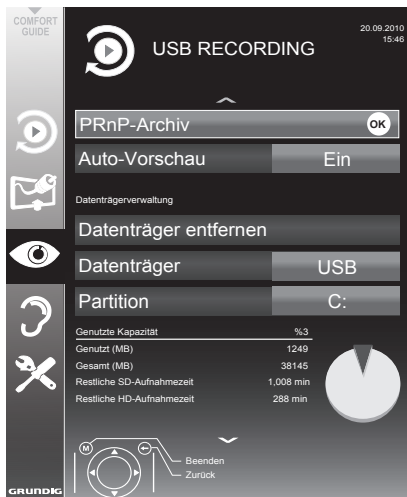 COMFORT
GUIDE
USB RECORDING
20.09.2010
15:46
PRnP-Archiv OK
Auto-Vorschau Ein
Datenträgerverwaltung
Datenträger entfernen
Datenträger USB
Partition C:
Genutzte Kapazität %3
Genutzt (MB) 1249
Gesamt (MB) 38145
Restliche SD-Aufnahmezeit 1,008 min
Restliche HD-Aufnahmezeit 288 min
M
Beenden
Zurück
GRUNDIG